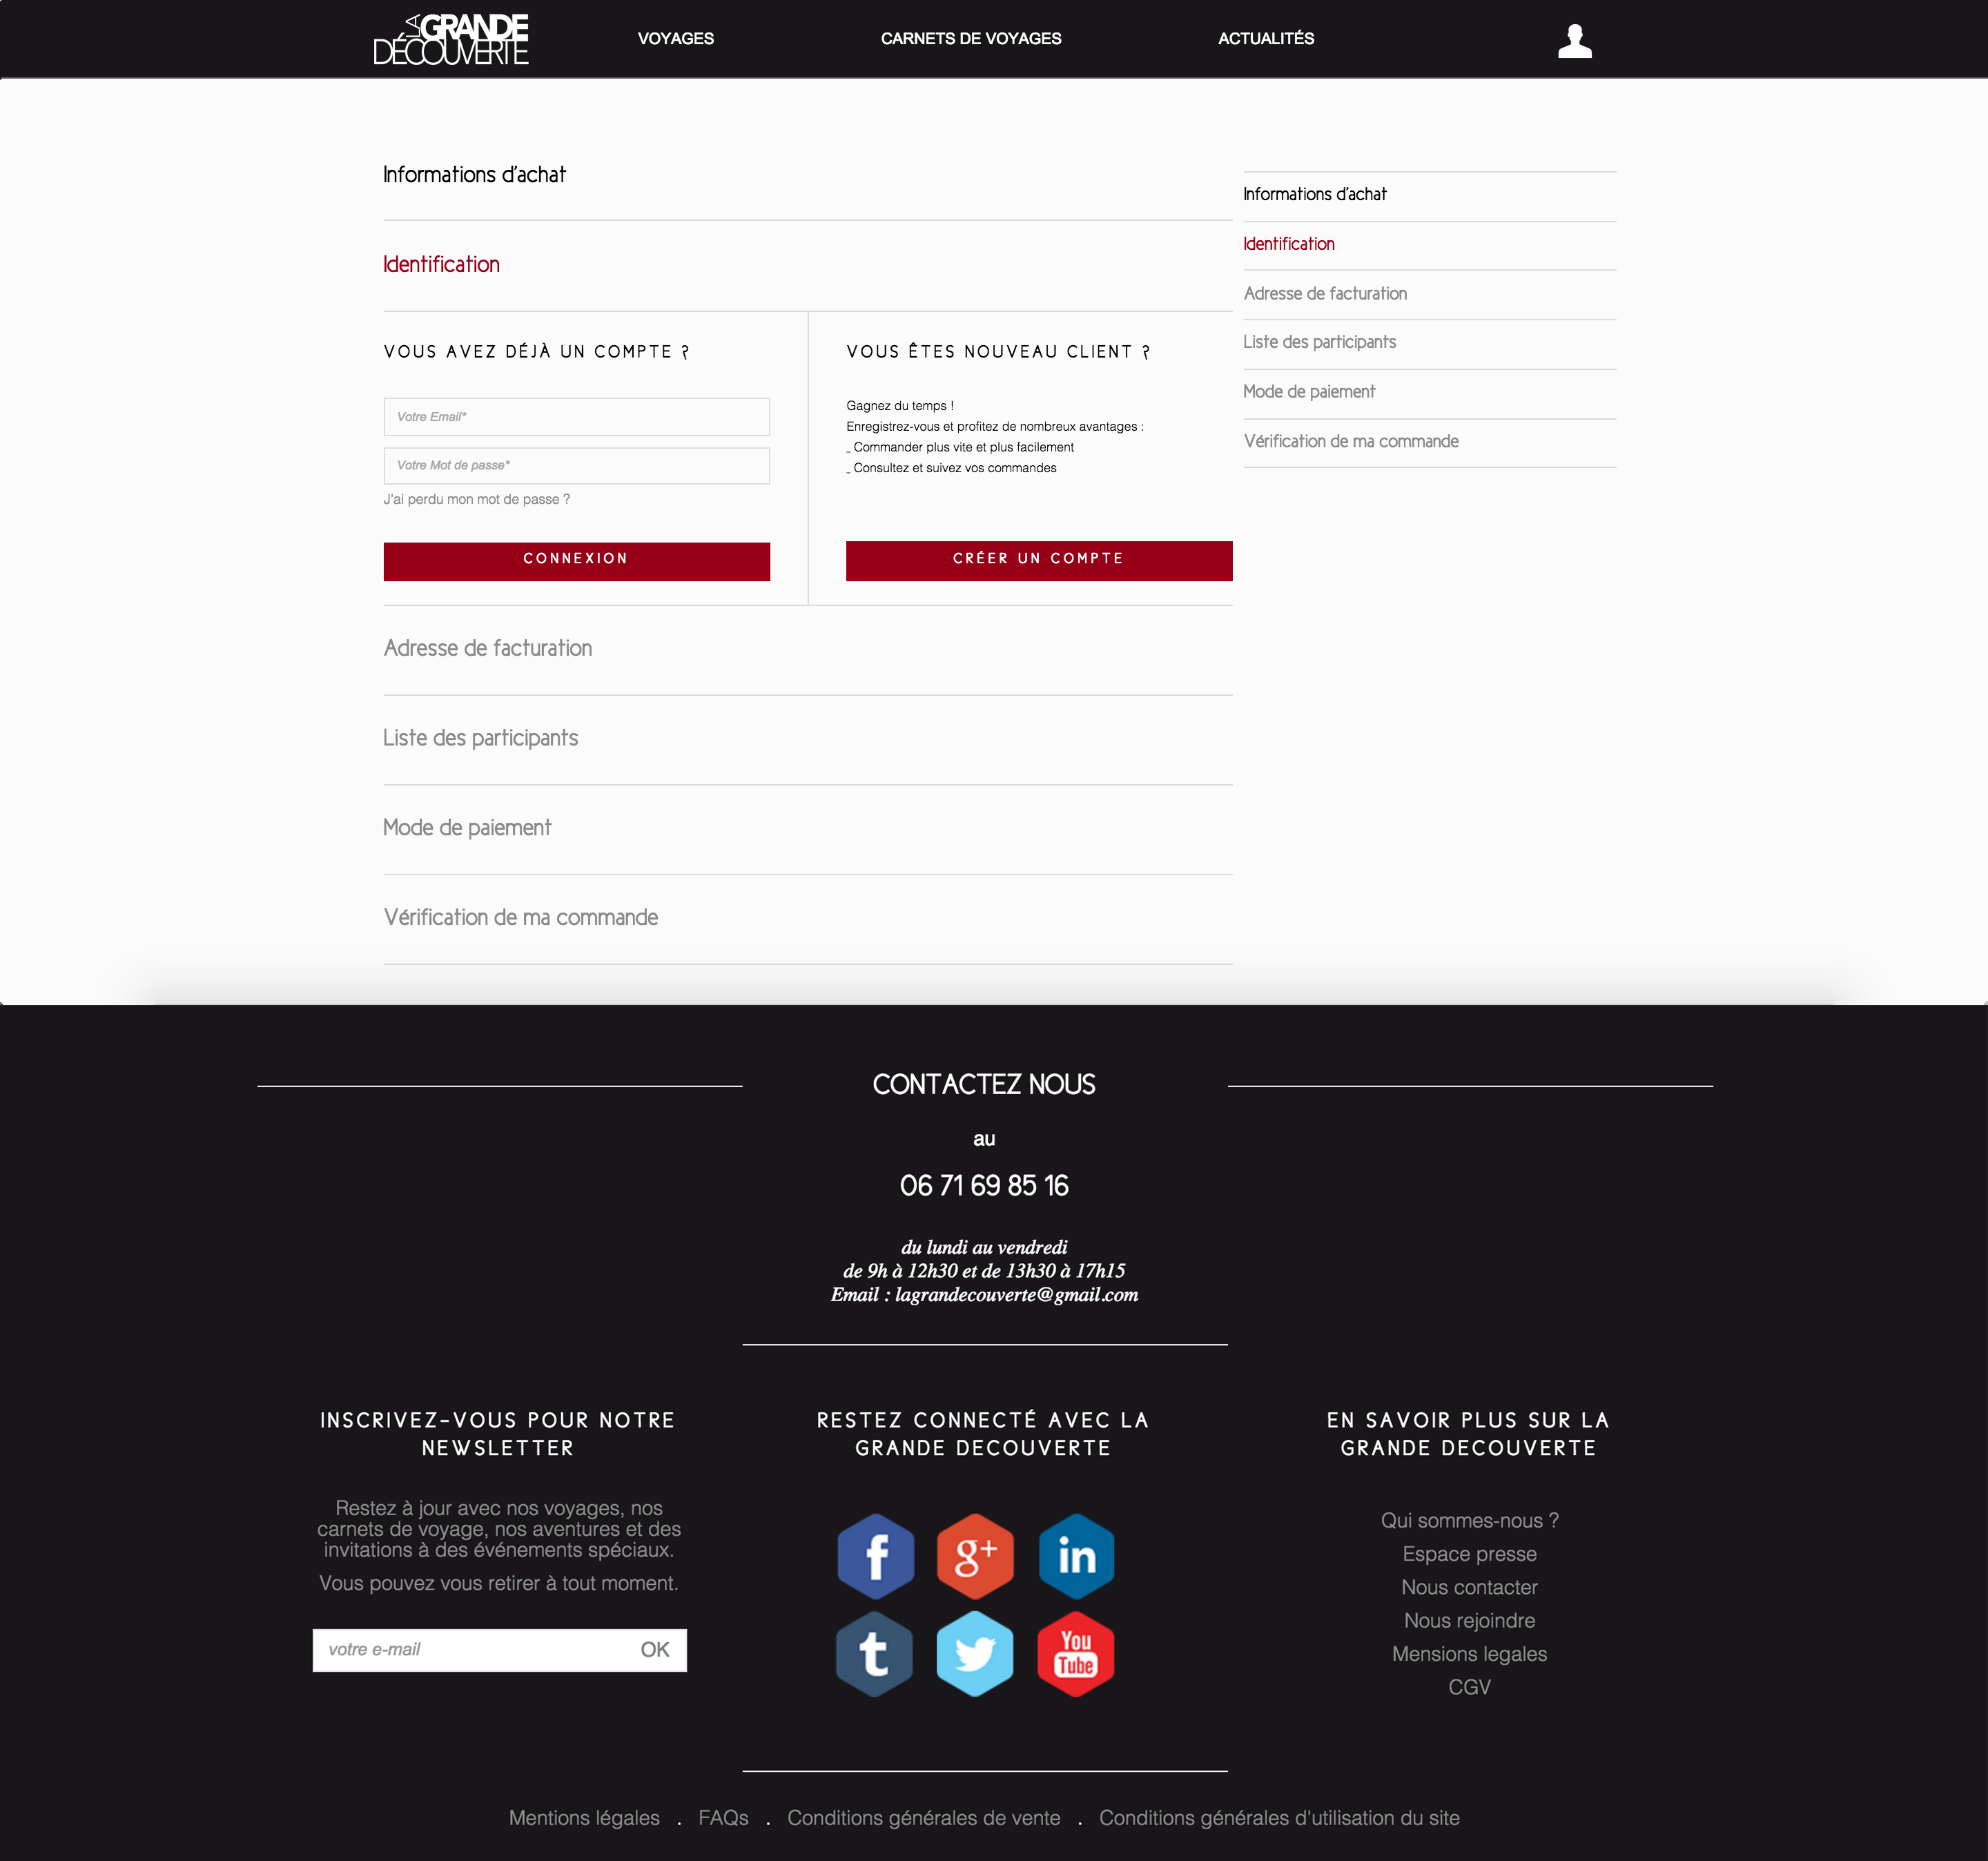 LA GRANDE
DÉCOUVERTE
VOYAGES
CARNETS DE VOYAGES
ACTUALITÉS
Informations d'achat
Identification
VOUS AVEZ DÉJÀ UN COMPTE ?
Votre Email*
Votre Mot de passe*
J'ai perdu mon mot de passe ?
CONNEXION
VOUS ÊTES NOUVEAU CLIENT ?
Gagnez du temps !
Enregistrez-vous et profitez de nombreux avantages :
_ Commander plus vite et plus facilement
_ Consultez et suivez vos commandes
CRÉER UN COMPTE
Adresse de facturation
Liste des participants
Mode de paiement
Vérification de ma commande
Informations d'achat
Identification
Adresse de facturation
Liste des participants
Mode de paiement
Vérification de ma commande
CONTACTEZ NOUS
au
06 71 69 85 16
du lundi au vendredi
de 9h à 12h30 et de 13h30 à 17h15
Email : lagrandecouverte@gmail.com
INSCRIVEZ-VOUS POUR NOTRE
NEWSLETTER
Restez à jour avec nos voyages, nos
carnets de voyage, nos aventures et des
invitations à des événements spéciaux.
Vous pouvez vous retirer à tout moment.
votre e-mail
OK
RESTEZ CONNECTÉ AVEC LA
GRANDE DECOUVERTE
f
g+
in
t
You
Tube
EN SAVOIR PLUS SUR LA
GRANDE DECOUVERTE
Qui sommes-nous ?
Espace presse
Nous contacter
Nous rejoindre
Mensions legales
CGV
Mentions légales . FAQs . Conditions générales de vente . Conditions générales d'utilisation du site